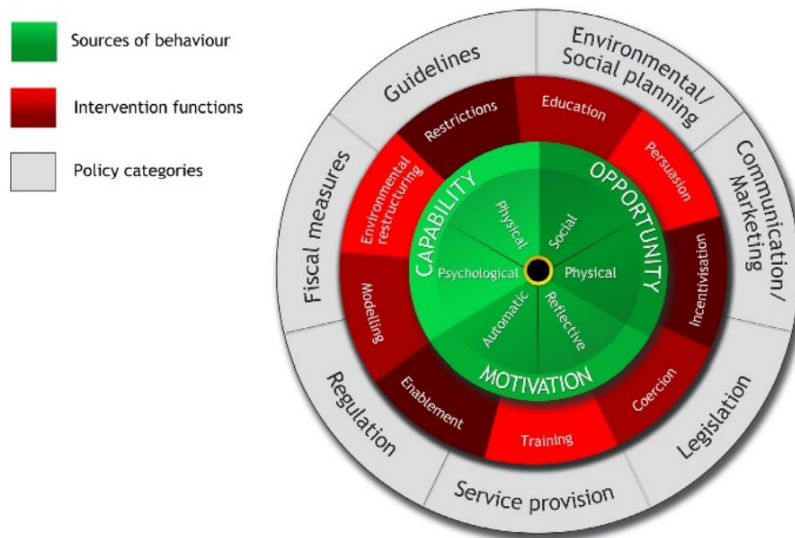 Sources of behaviour
Intervention functions
Policy categories
Guidelines
Environmental/
Social planning
Communication/
Marketing
Legislation
Service provision
Regulation
Fiscal measures
Restrictions
Education
Persuasion
Incentivisation
Coercion
Training
Enablement
Modelling
Environmental
restructuring
CAPABILITY
OPPORTUNITY
MOTIVATION
Physical
Social
Physical
Reflective
Automatic
Psychological